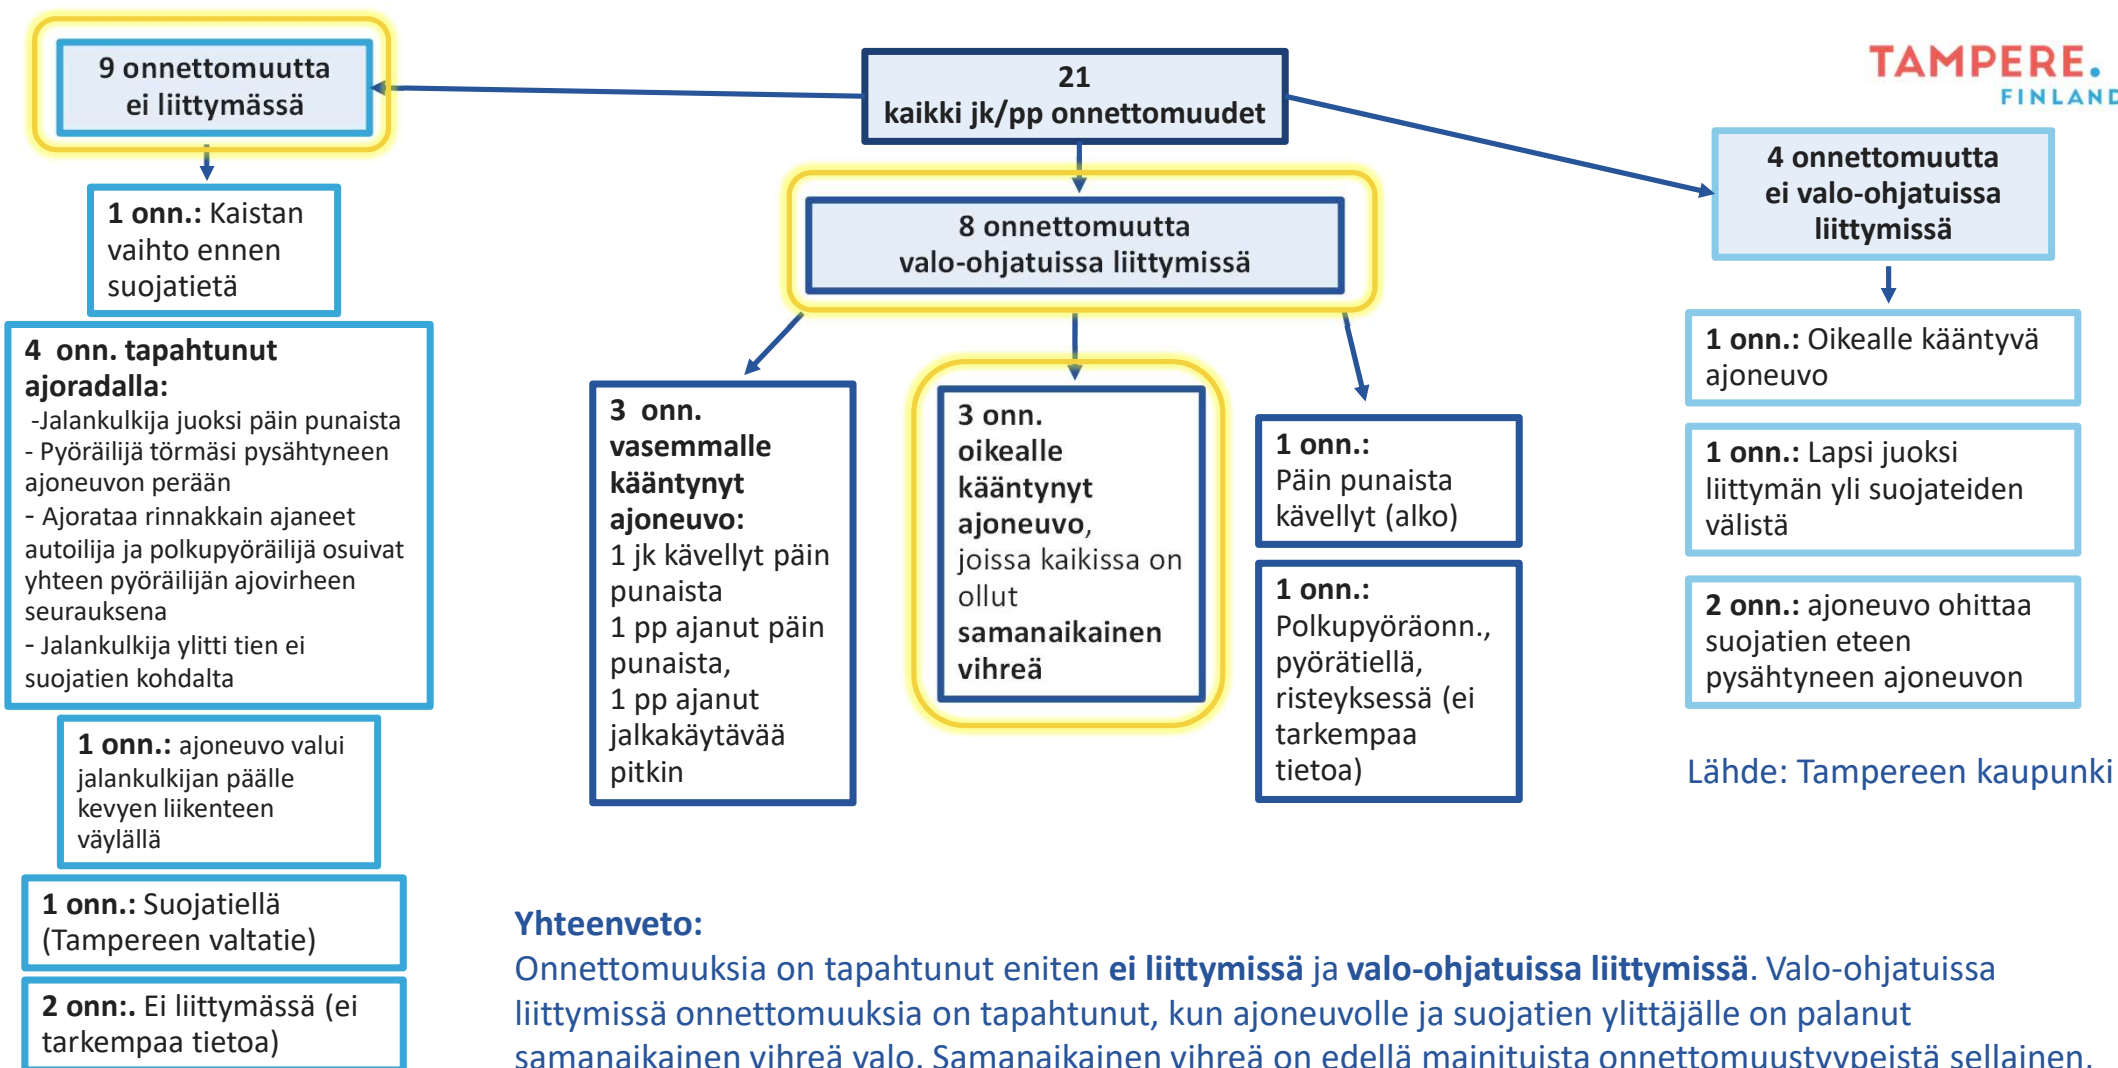 9 onnettomuutta
ei liittymässä
21
kaikki jk/pp onnettomuudet
TAMPERE.
FINLAND
1 onn.: Kaistan
vaihto ennen
suojatietä
4 onn. tapahtunut
ajoradalla:
-Jalankulkija juoksi päin punaista
- Pyöräilijä törmäsi pysähtyneen
ajoneuvon perään
- Ajorataa rinnakkain ajaneet
autoilija ja polkupyöräilijä osuivat
yhteen pyöräilijän ajovirheen
seurauksena
- Jalankulkija ylitti tien ei
suojatien kohdalta
1 onn.: ajoneuvo valui
jalankulkijan päälle
kevyen liikenteen
väylällä
1 onn.: Suojatiellä
(Tampereen valtatie)
2 onn:. Ei liittymässä (ei
tarkempaa tietoa)
8 onnettomuutta
valo-ohjatuissa liittymissä
3 onn.
vasemmalle
kääntynyt
ajoneuvo:
1 jk kävellyt päin
punaista
1 pp ajanut päin
punaista,
1 pp ajanut
jalkakäytävää
pitkin
3 onn.
oikealle
kääntynyt
ajoneuvo,
joissa kaikissa on
ollut
samanaikainen
vihreä
1 onn.:
Päin punaista
kävellyt (alko)
1 onn.:
Polkupyöräonn.,
pyörätiellä,
risteyksessä (ei
tarkempaa
tietoa)
4 onnettomuutta
ei valo-ohjatuissa
liittymissä
1 onn.: Oikealle kääntyvä
ajoneuvo
1 onn.: Lapsi juoksi
liittymän yli suojateiden
välistä
2 onn.: ajoneuvo ohittaa
suojatien eteen
pysähtyneen ajoneuvon
Lähde: Tampereen kaupunki
Yhteenveto:
Onnettomuuksia on tapahtunut eniten ei liittymissä ja valo-ohjatuissa liittymissä. Valo-ohjatuissa
liittymissä onnettomuuksia on tapahtunut, kun ajoneuvolle ja suojatien ylittäjälle on palanut
samanaikainen vihreä valo. Samanaikainen vihreä on edellä mainituista onnettomuustyypeistä sellainen,